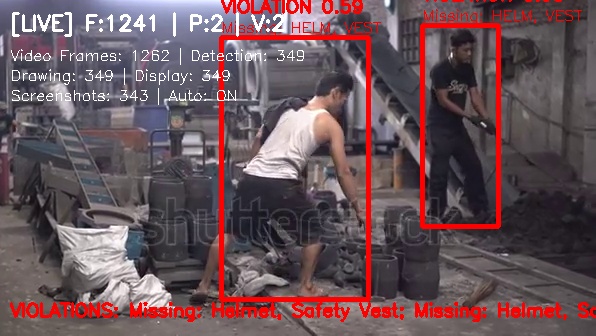 [LIVE] F:1241 | P:2 V:2
Video Frames: 1262 | Detection: 349
Drawing: 349 | Display: 349
Screenshots: 343 | Auto: ON
VIOLATION 0.59
Missing: HELM, VEST
VIOLATION
Missing: HELM, VEST
shutterstock
VIOLATIONS: Missing: Helmet, Safety Vest; Missing: Helmet, Sa